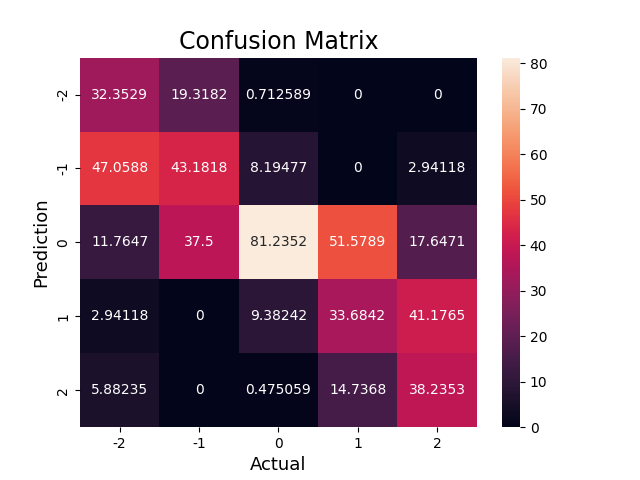 Confusion Matrix
-2 32.3529 19.3182 0.712589 0 0
-1 47.0588 43.1818 8.19477 0 2.94118
0 11.7647 37.5 81.2352 51.5789 17.6471
1 2.94118 0 9.38242 33.6842 41.1765
2 5.88235 0 0.475059 14.7368 38.2353
-2 -1 0 1 2
Prediction
Actual
80
70
60
50
40
30
20
10
0